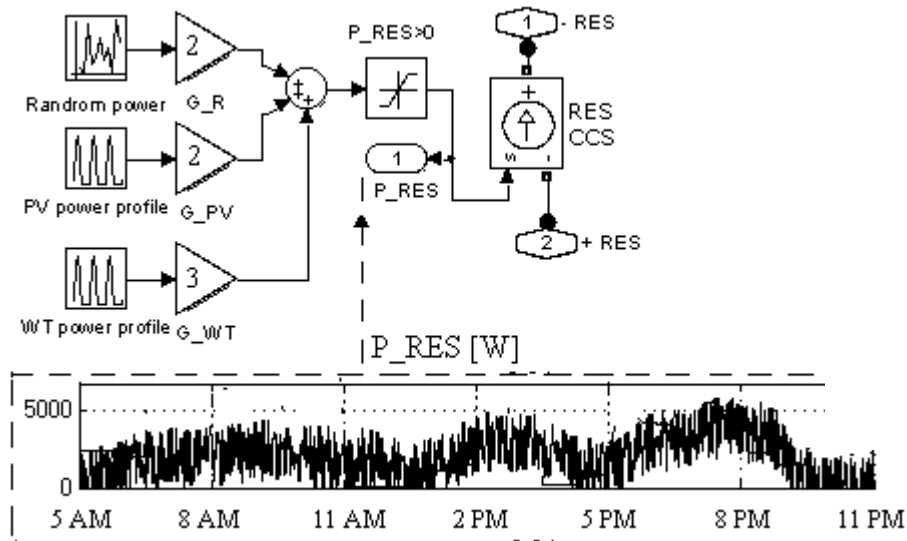 P_RES>0
1 - RES
2
G_R
Randrom power
+
+
+
+
RES
CCS
S
-
1
P_RES
2
G_PV
PV power profile
2 + RES
3
G_WT
WT power profile
P_RES [W]
5000
0
5 AM 8 AM 11 AM 2 PM 5 PM 8 PM 11 PM